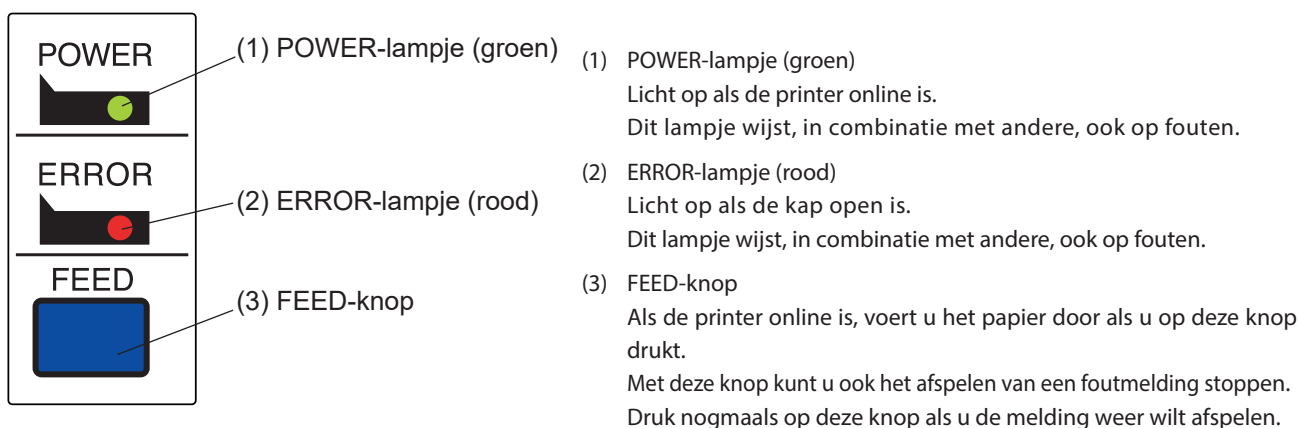 POWER
(1) POWER-lampje (groen)
ERROR
(2) ERROR-lampje (rood)
FEED
(3) FEED-knop
(1) POWER-lampje (groen)
Licht op als de printer online is.
Dit lampje wijst, in combinatie met andere, ook op fouten.
(2) ERROR-lampje (rood)
Licht op als de kap open is.
Dit lampje wijst, in combinatie met andere, ook op fouten.
(3) FEED-knop
Als de printer online is, voert u het papier door als u op deze knop
drukt.
Met deze knop kunt u ook het afspelen van een foutmelding stoppen.
Druk nogmaals op deze knop als u de melding weer wilt afspelen.